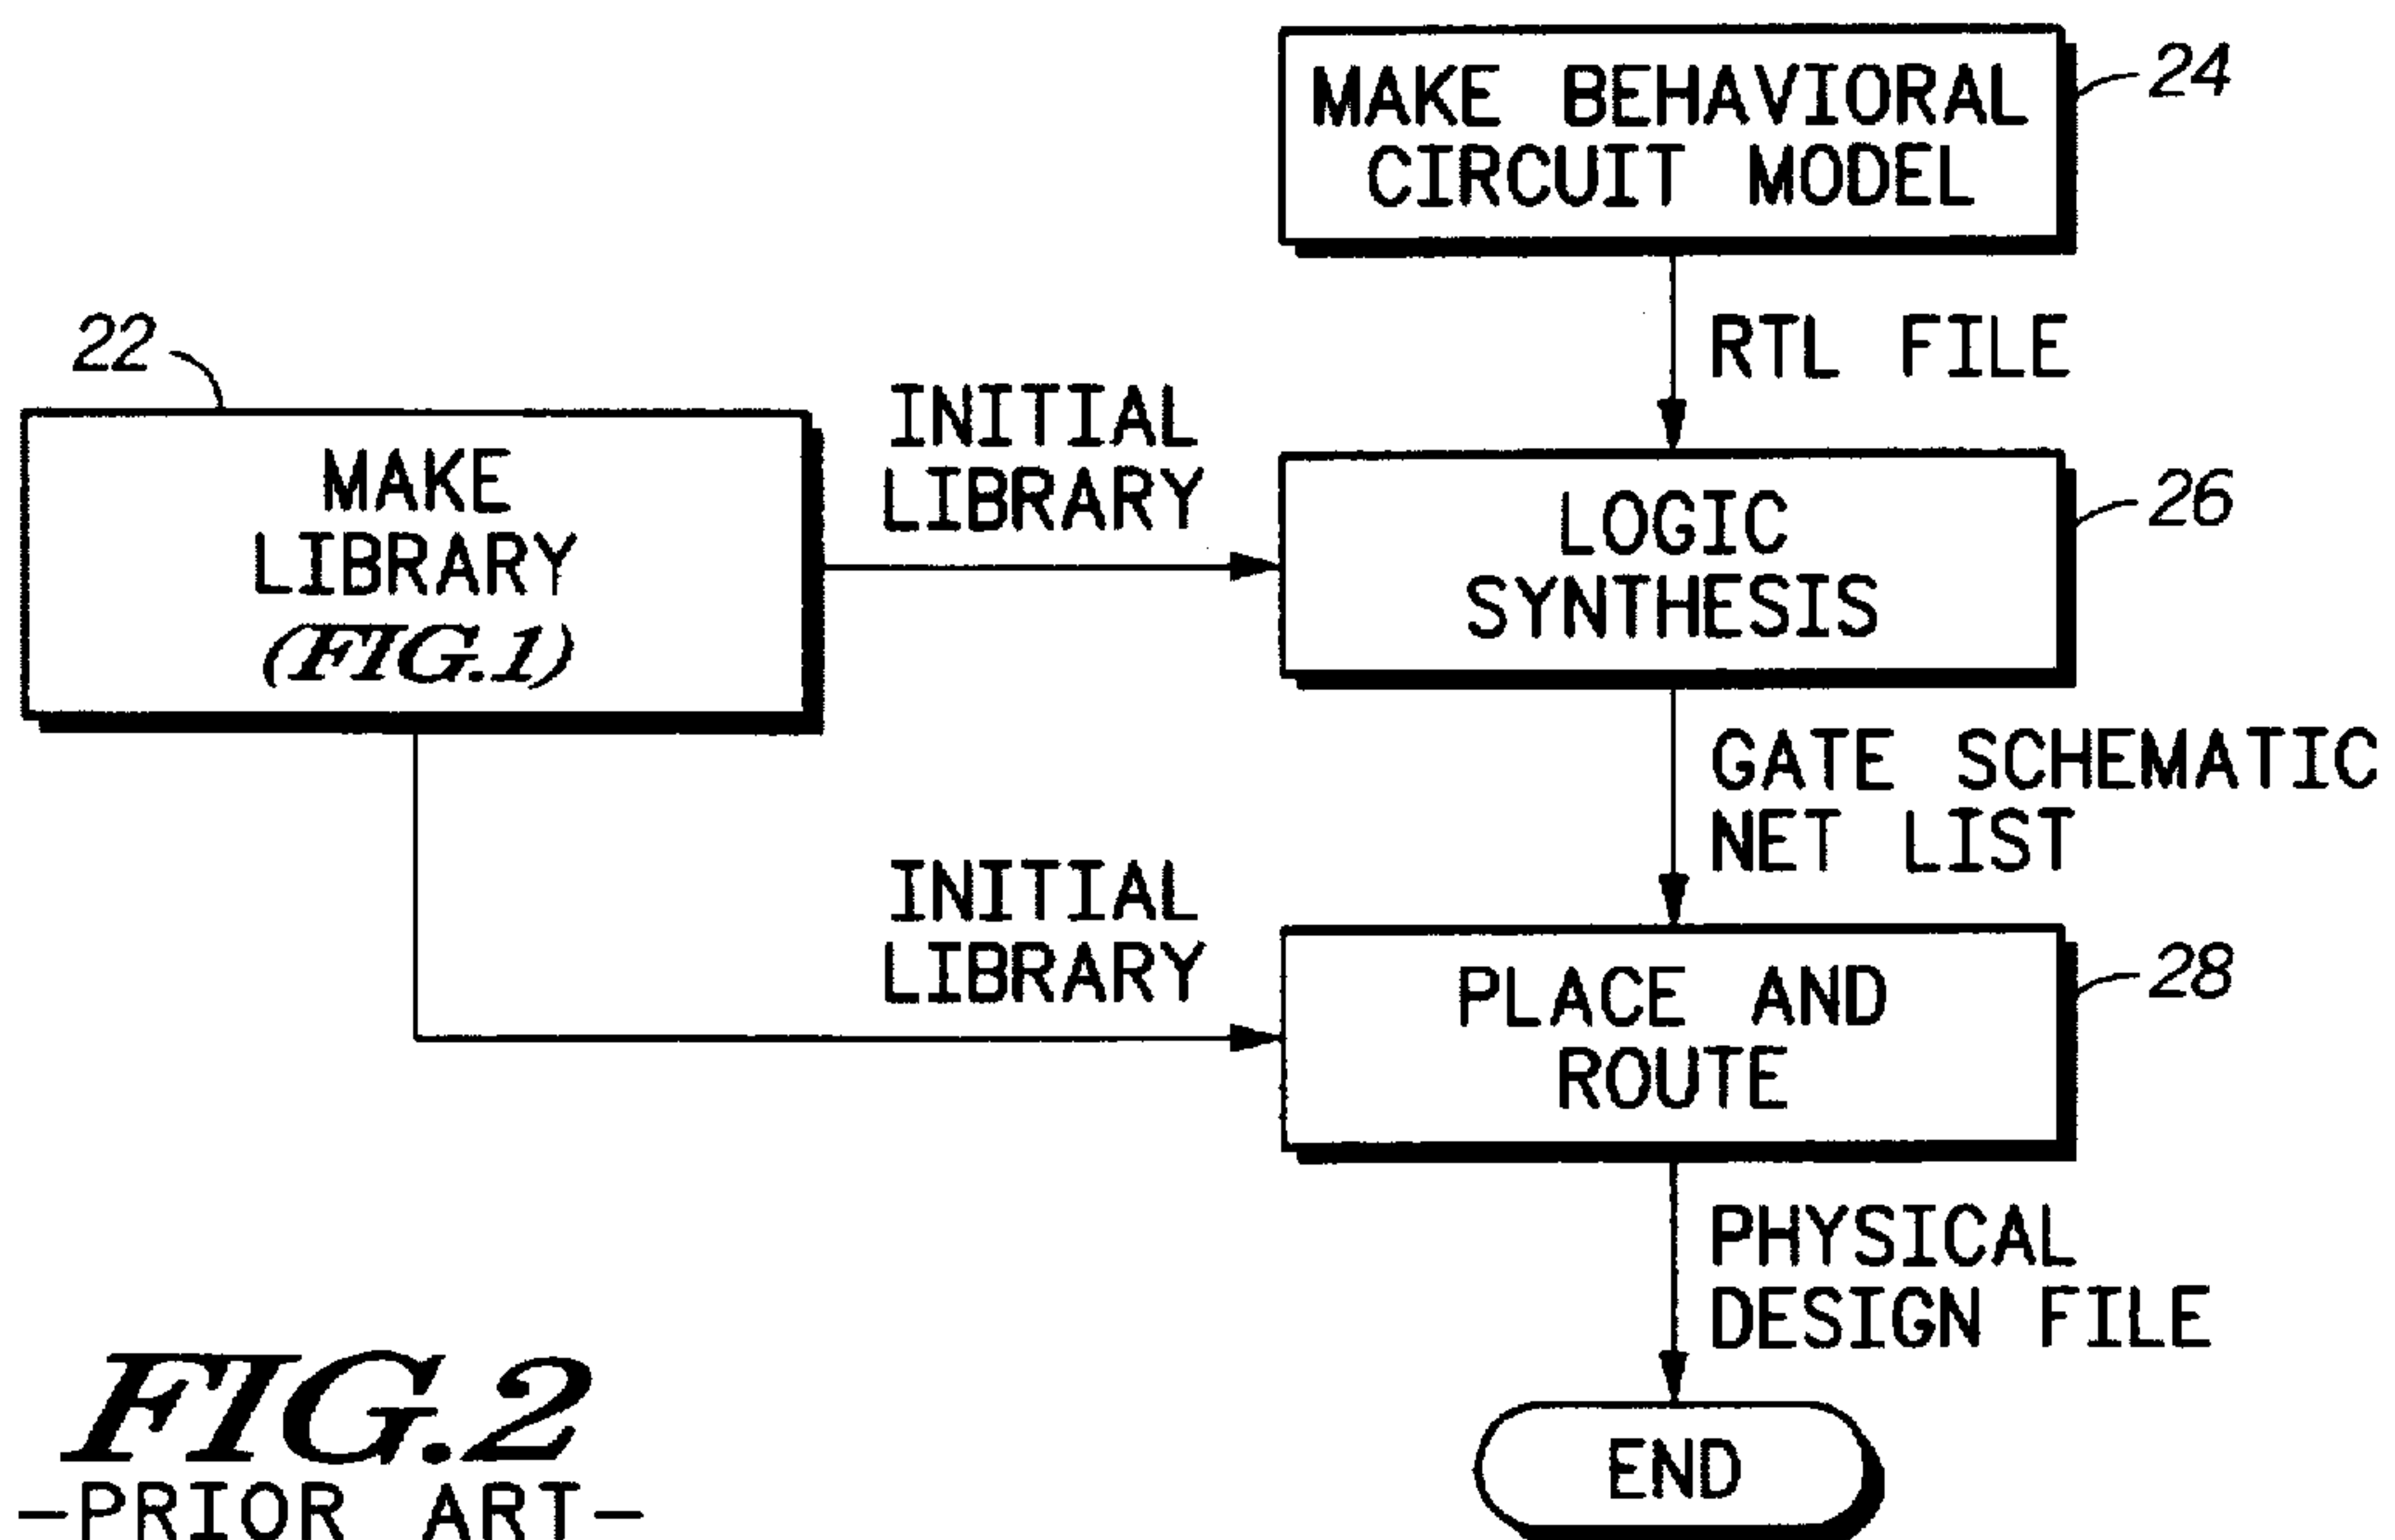 MAKE BEHAVIORAL
CIRCUIT MODEL
24
RTL FILE
22
MAKE
LIBRARY
(FIG.1)
INITIAL
LIBRARY
LOGIC
SYNTHESIS
26
GATE SCHEMATIC
NET LIST
INITIAL
LIBRARY
PLACE AND
ROUTE
28
PHYSICAL
DESIGN FILE
END
FIG.2
-PRIOR ART-